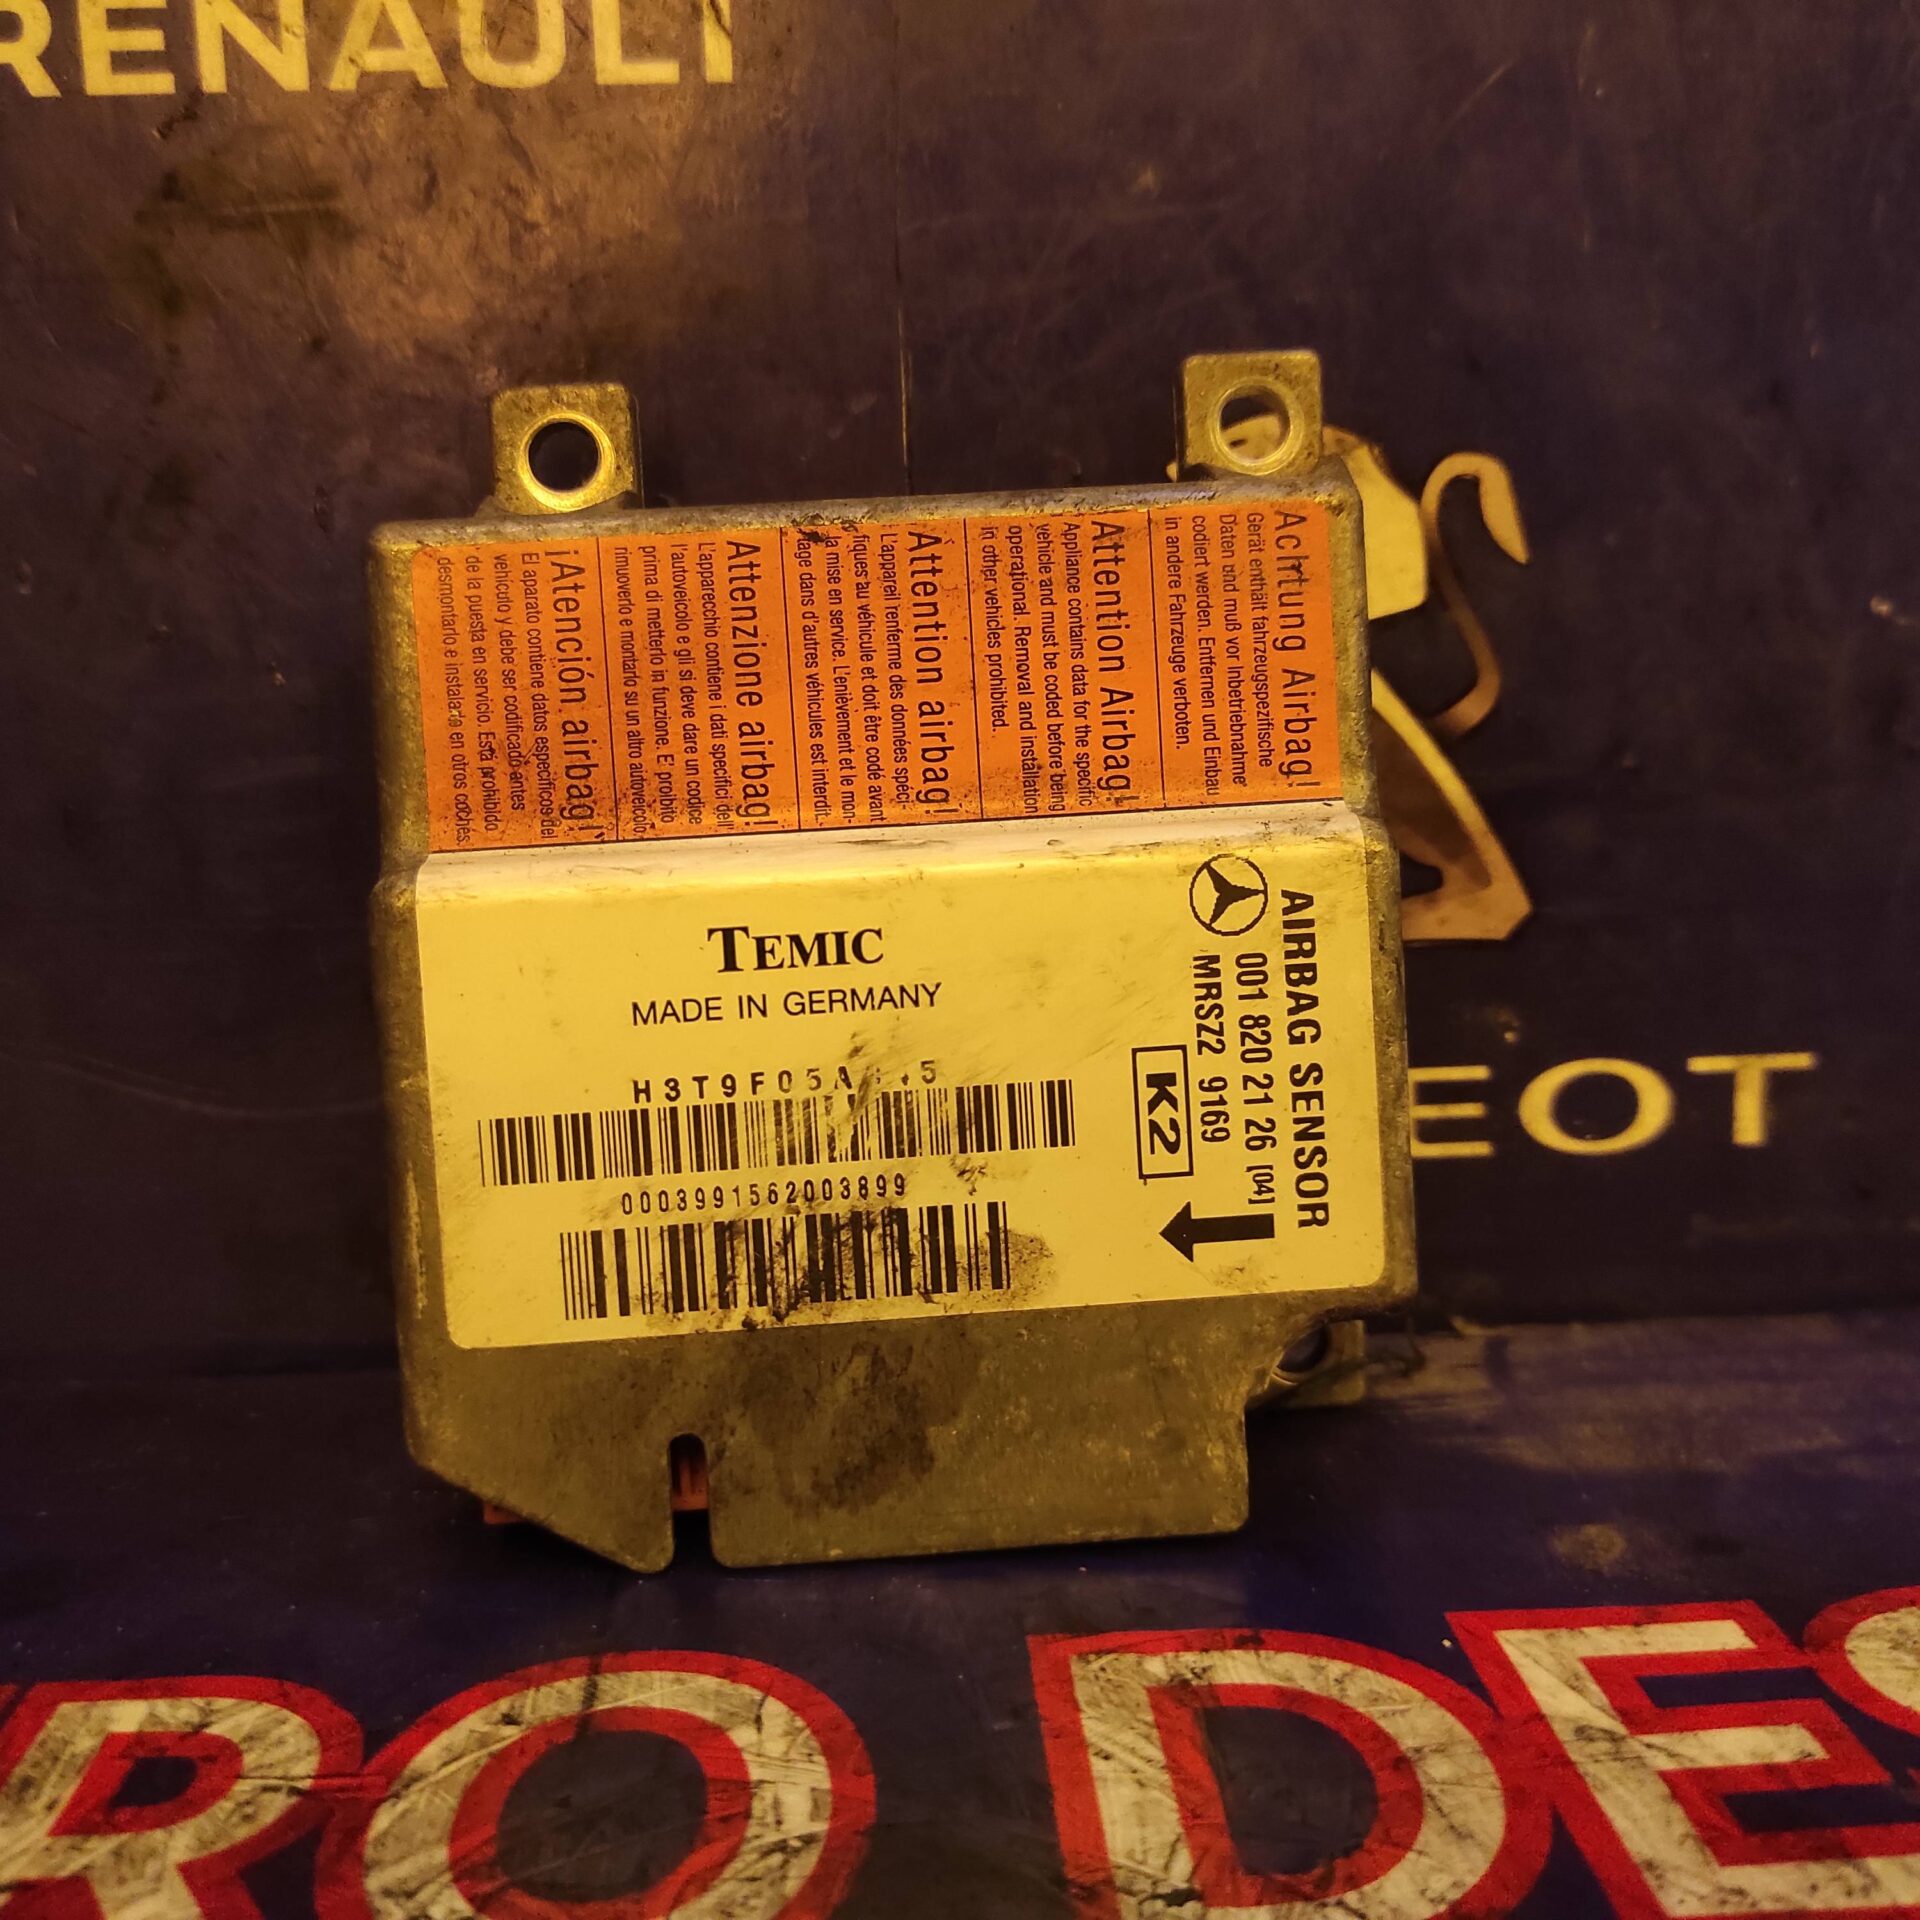 RENAULT
Achtung Airbag!
Gerät enthält fahrzeugspezifische
Daten und muß vor Inbetriebnahme
codiert werden. Entfernen und Einbau
in andere Fahrzeuge verboten.
Attention Airbag!
Appliance contains data for the specific
vehicle and must be coded before being
operational. Removal and installation
in other vehicles prohibited.
Attention airbag!
L'appareil renferme des données speci-
fiques au véhicule et doit être codé avant
la mise en service. L'enlèvement et le mon-
tage dans d'autres véhicules est interdit.
Attenzione airbag!
L'apparecchio contiene i dati specifici dell'
l'autoveicolo e gli si deve dare un codice
prima di metterlo in funzione. E' proibito
rimuoverlo e montarlo su un altro autoveicolo.
¡Atención airbag!
El aparato contiene datos específicos del
vehículo y debe ser codificado antes
de la puesta en servicio. Está prohibido
desmontarlo e instalarlo en otros coches.
AIRBAG SENSOR
001 820 21 26 [04]
MRSZ2 9169
K2
TEMIC
MADE IN GERMANY
0003991562003899
EOT
RO DES